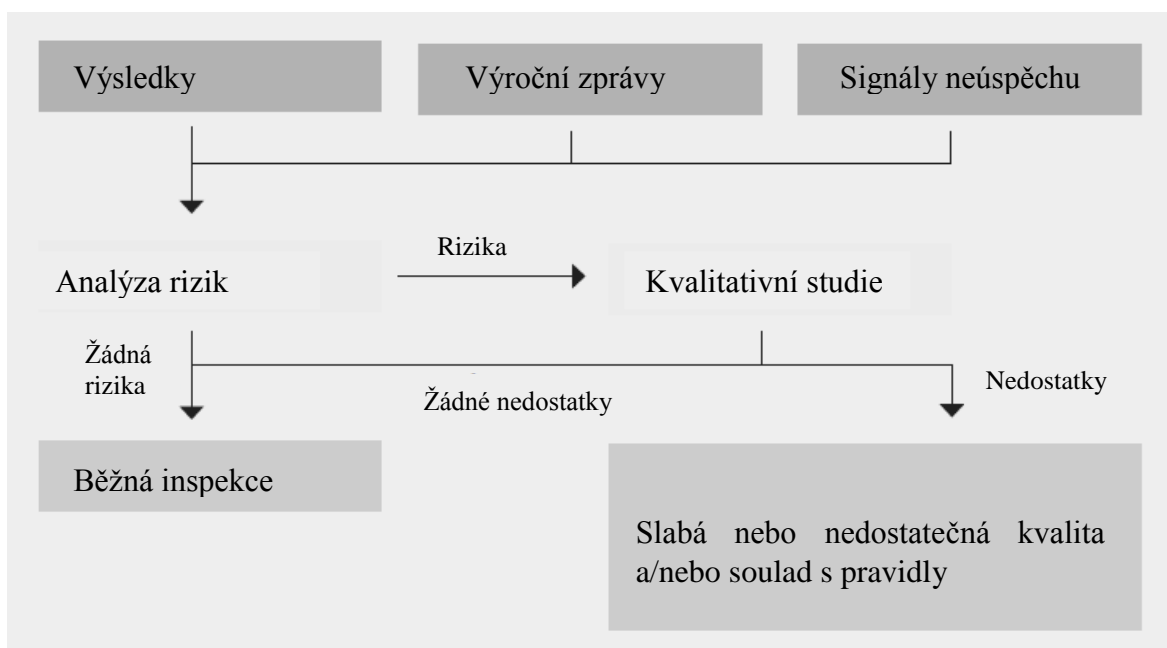 Výsledky
Výroční zprávy
Signály neúspěchu
Rizika
Analýza rizik
Kvalitativní studie
Žádná
rizika
Žádné nedostatky
Nedostatky
Běžná inspekce
Slabá nebo nedostatečná kvalita
a/nebo soulad s pravidly